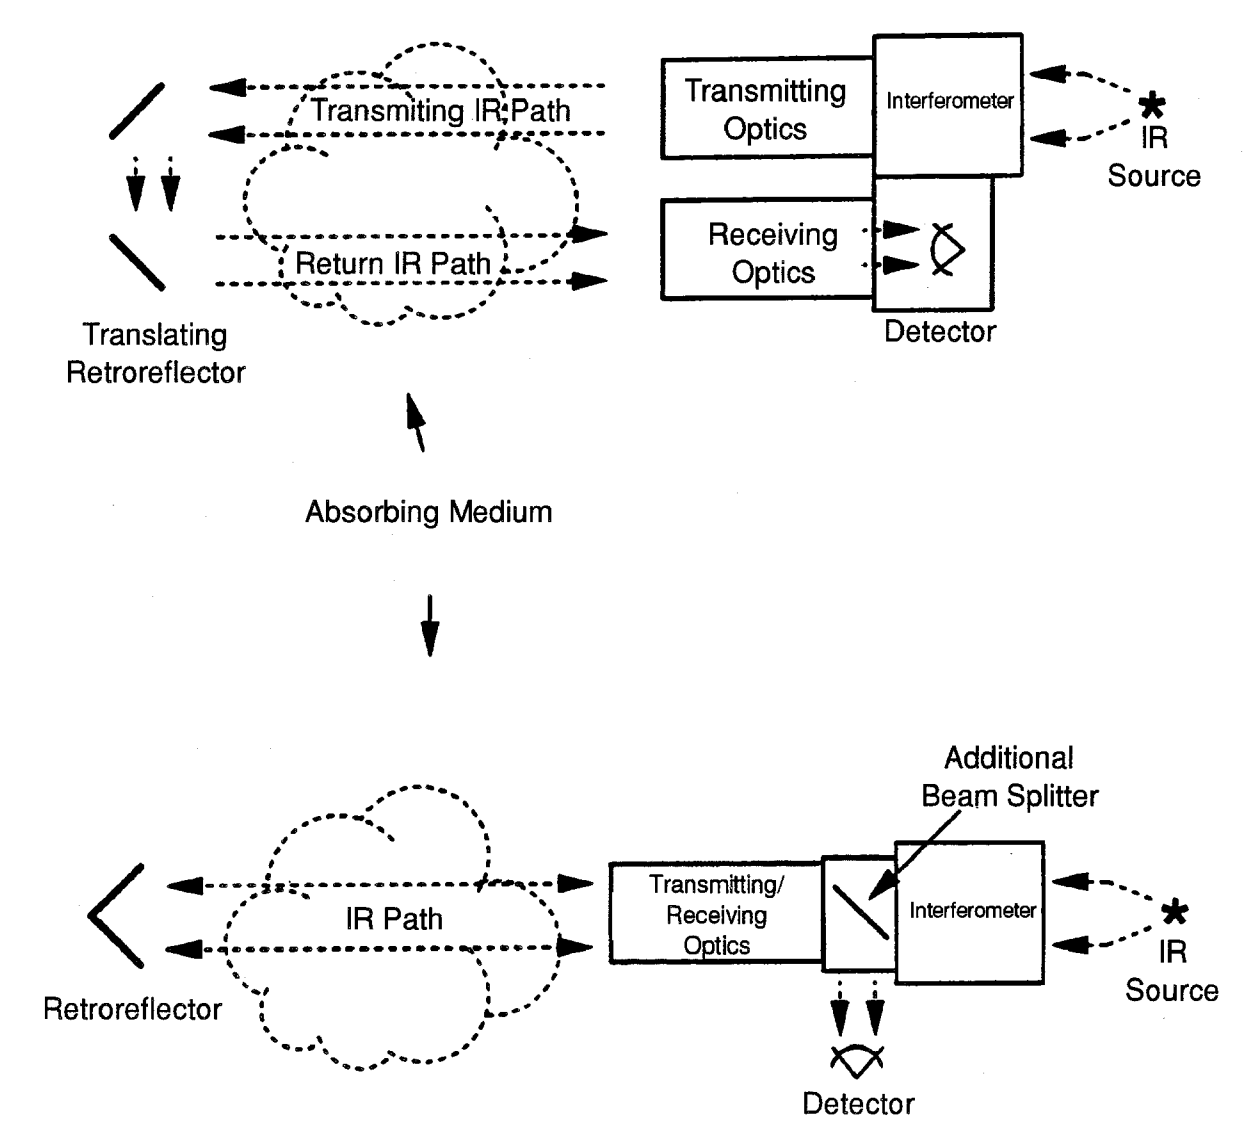 Transmitting
Optics
Interferometer
IR
Source
Transmiting IR Path
Receiving
Optics
Return IR Path
Detector
Translating
Retroreflector
Absorbing Medium
Additional
Beam Splitter
Transmitting/
Receiving
Optics
Interferometer
IR Path
IR
Source
Retroreflector
Detector